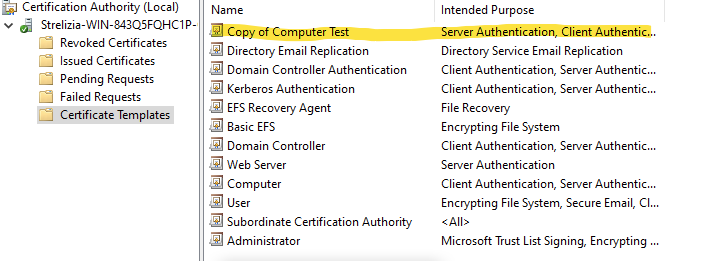 Certification Authority (Local)
Strelizia-WIN-843Q5FQHC1P-
Revoked Certificates
Issued Certificates
Pending Requests
Failed Requests
Certificate Templates
Name Intended Purpose
Copy of Computer Test Server Authentication, Client Authentic...
Directory Email Replication Directory Service Email Replication
Domain Controller Authentication Client Authentication, Server Authentic...
Kerberos Authentication Client Authentication, Server Authentic...
EFS Recovery Agent File Recovery
Basic EFS Encrypting File System
Domain Controller Client Authentication, Server Authentic...
Web Server Server Authentication
Computer Client Authentication, Server Authentic...
User Encrypting File System, Secure Email, Cl...
Subordinate Certification Authority <All>
Administrator Microsoft Trust List Signing, Encrypting ...